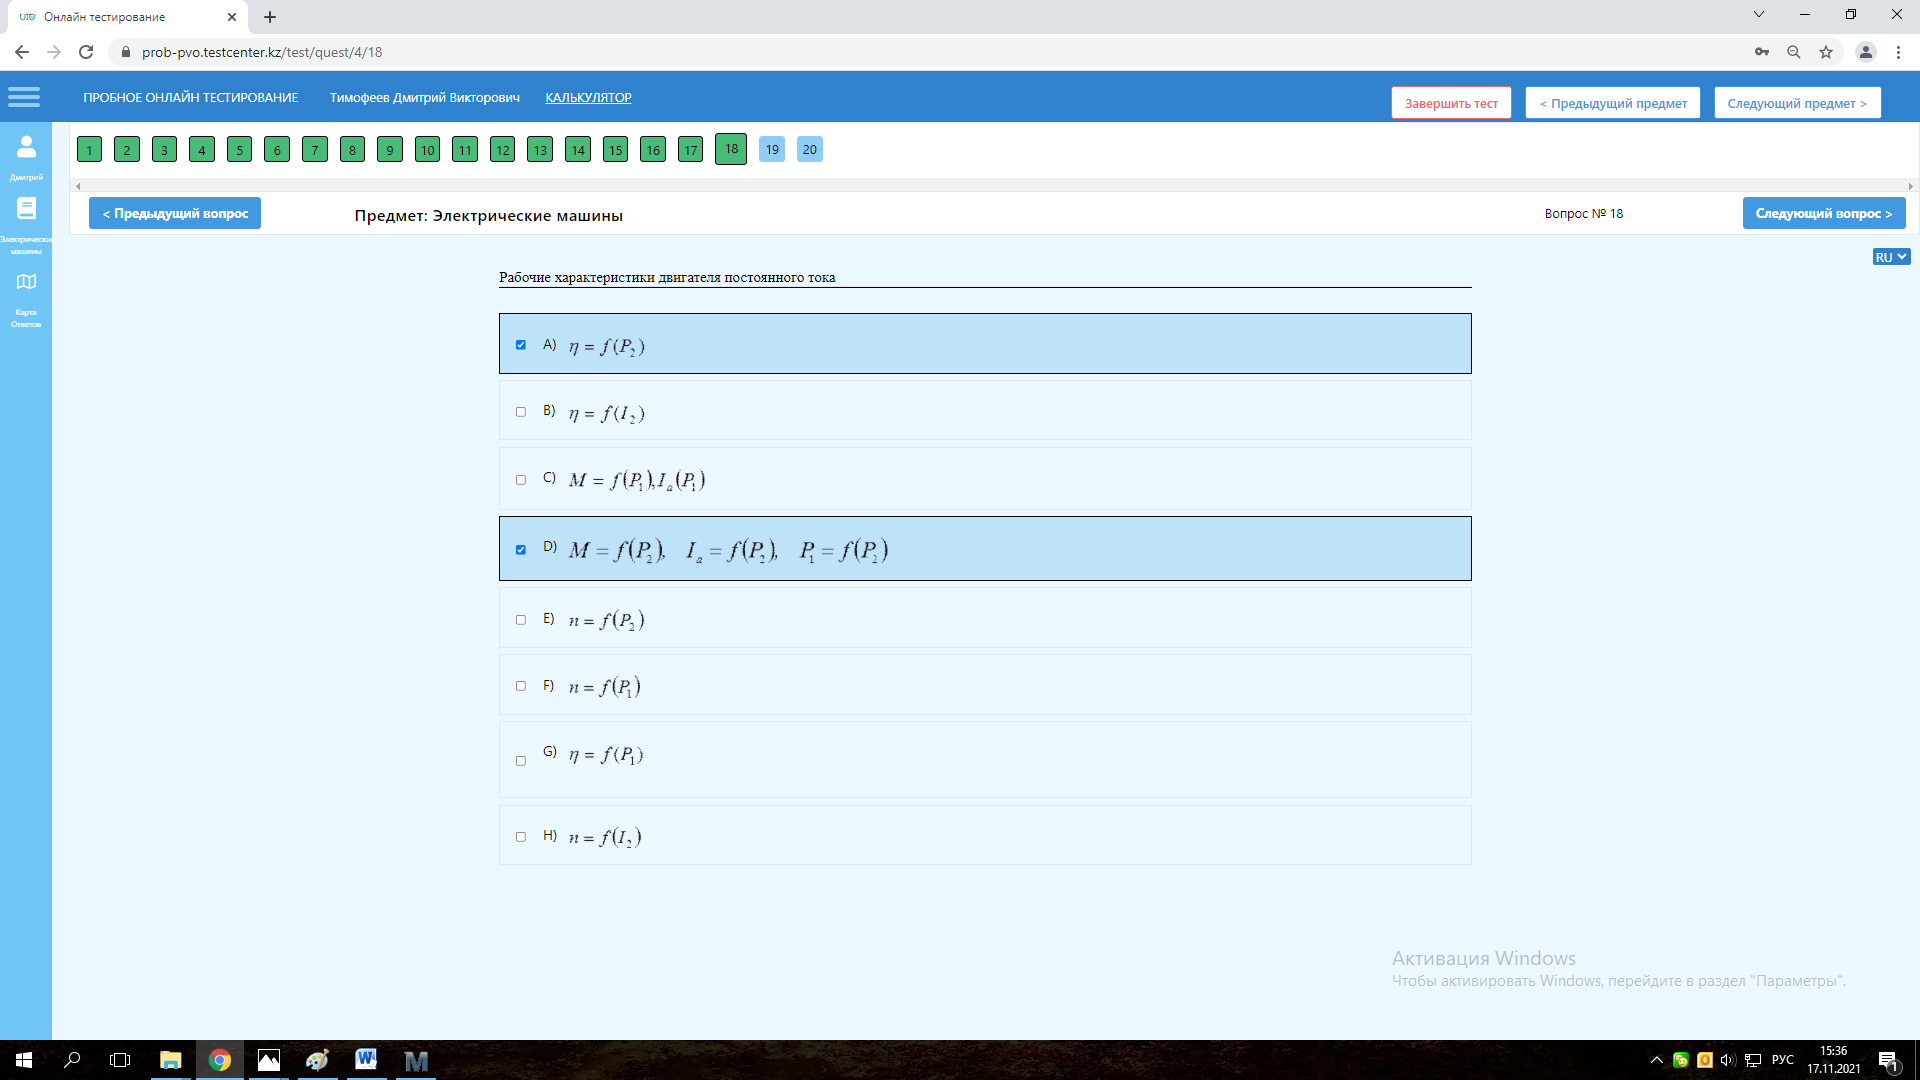 Онлайн тестирование
prob-pvo.testcenter.kz/test/quest/4/18
ПРОБНОЕ ОНЛАЙН ТЕСТИРОВАНИЕ Тимофеев Дмитрий Викторович КАЛЬКУЛЯТОР Завершить тест < Предыдущий предмет Следующий предмет >
1 2 3 4 5 6 7 8 9 10 11 12 13 14 15 16 17 18 19 20
Дмитрий
Электрические
машины
Карта
Ответов
< Предыдущий вопрос Предмет: Электрические машины Вопрос № 18 Следующий вопрос >
RU
Рабочие характеристики двигателя постоянного тока
A) η = f(P₂)
B) η = f(I₂)
C) M = f(P₁),Iₐ(P₁)
D) M = f(P₂), Iₐ = f(P₂), P₁ = f(P₂)
E) n = f(P₂)
F) n = f(P₁)
G) η = f(P₁)
H) n = f(I₂)
Активация Windows
Чтобы активировать Windows, перейдите в раздел "Параметры".
РУС
15:36
17.11.2021
1